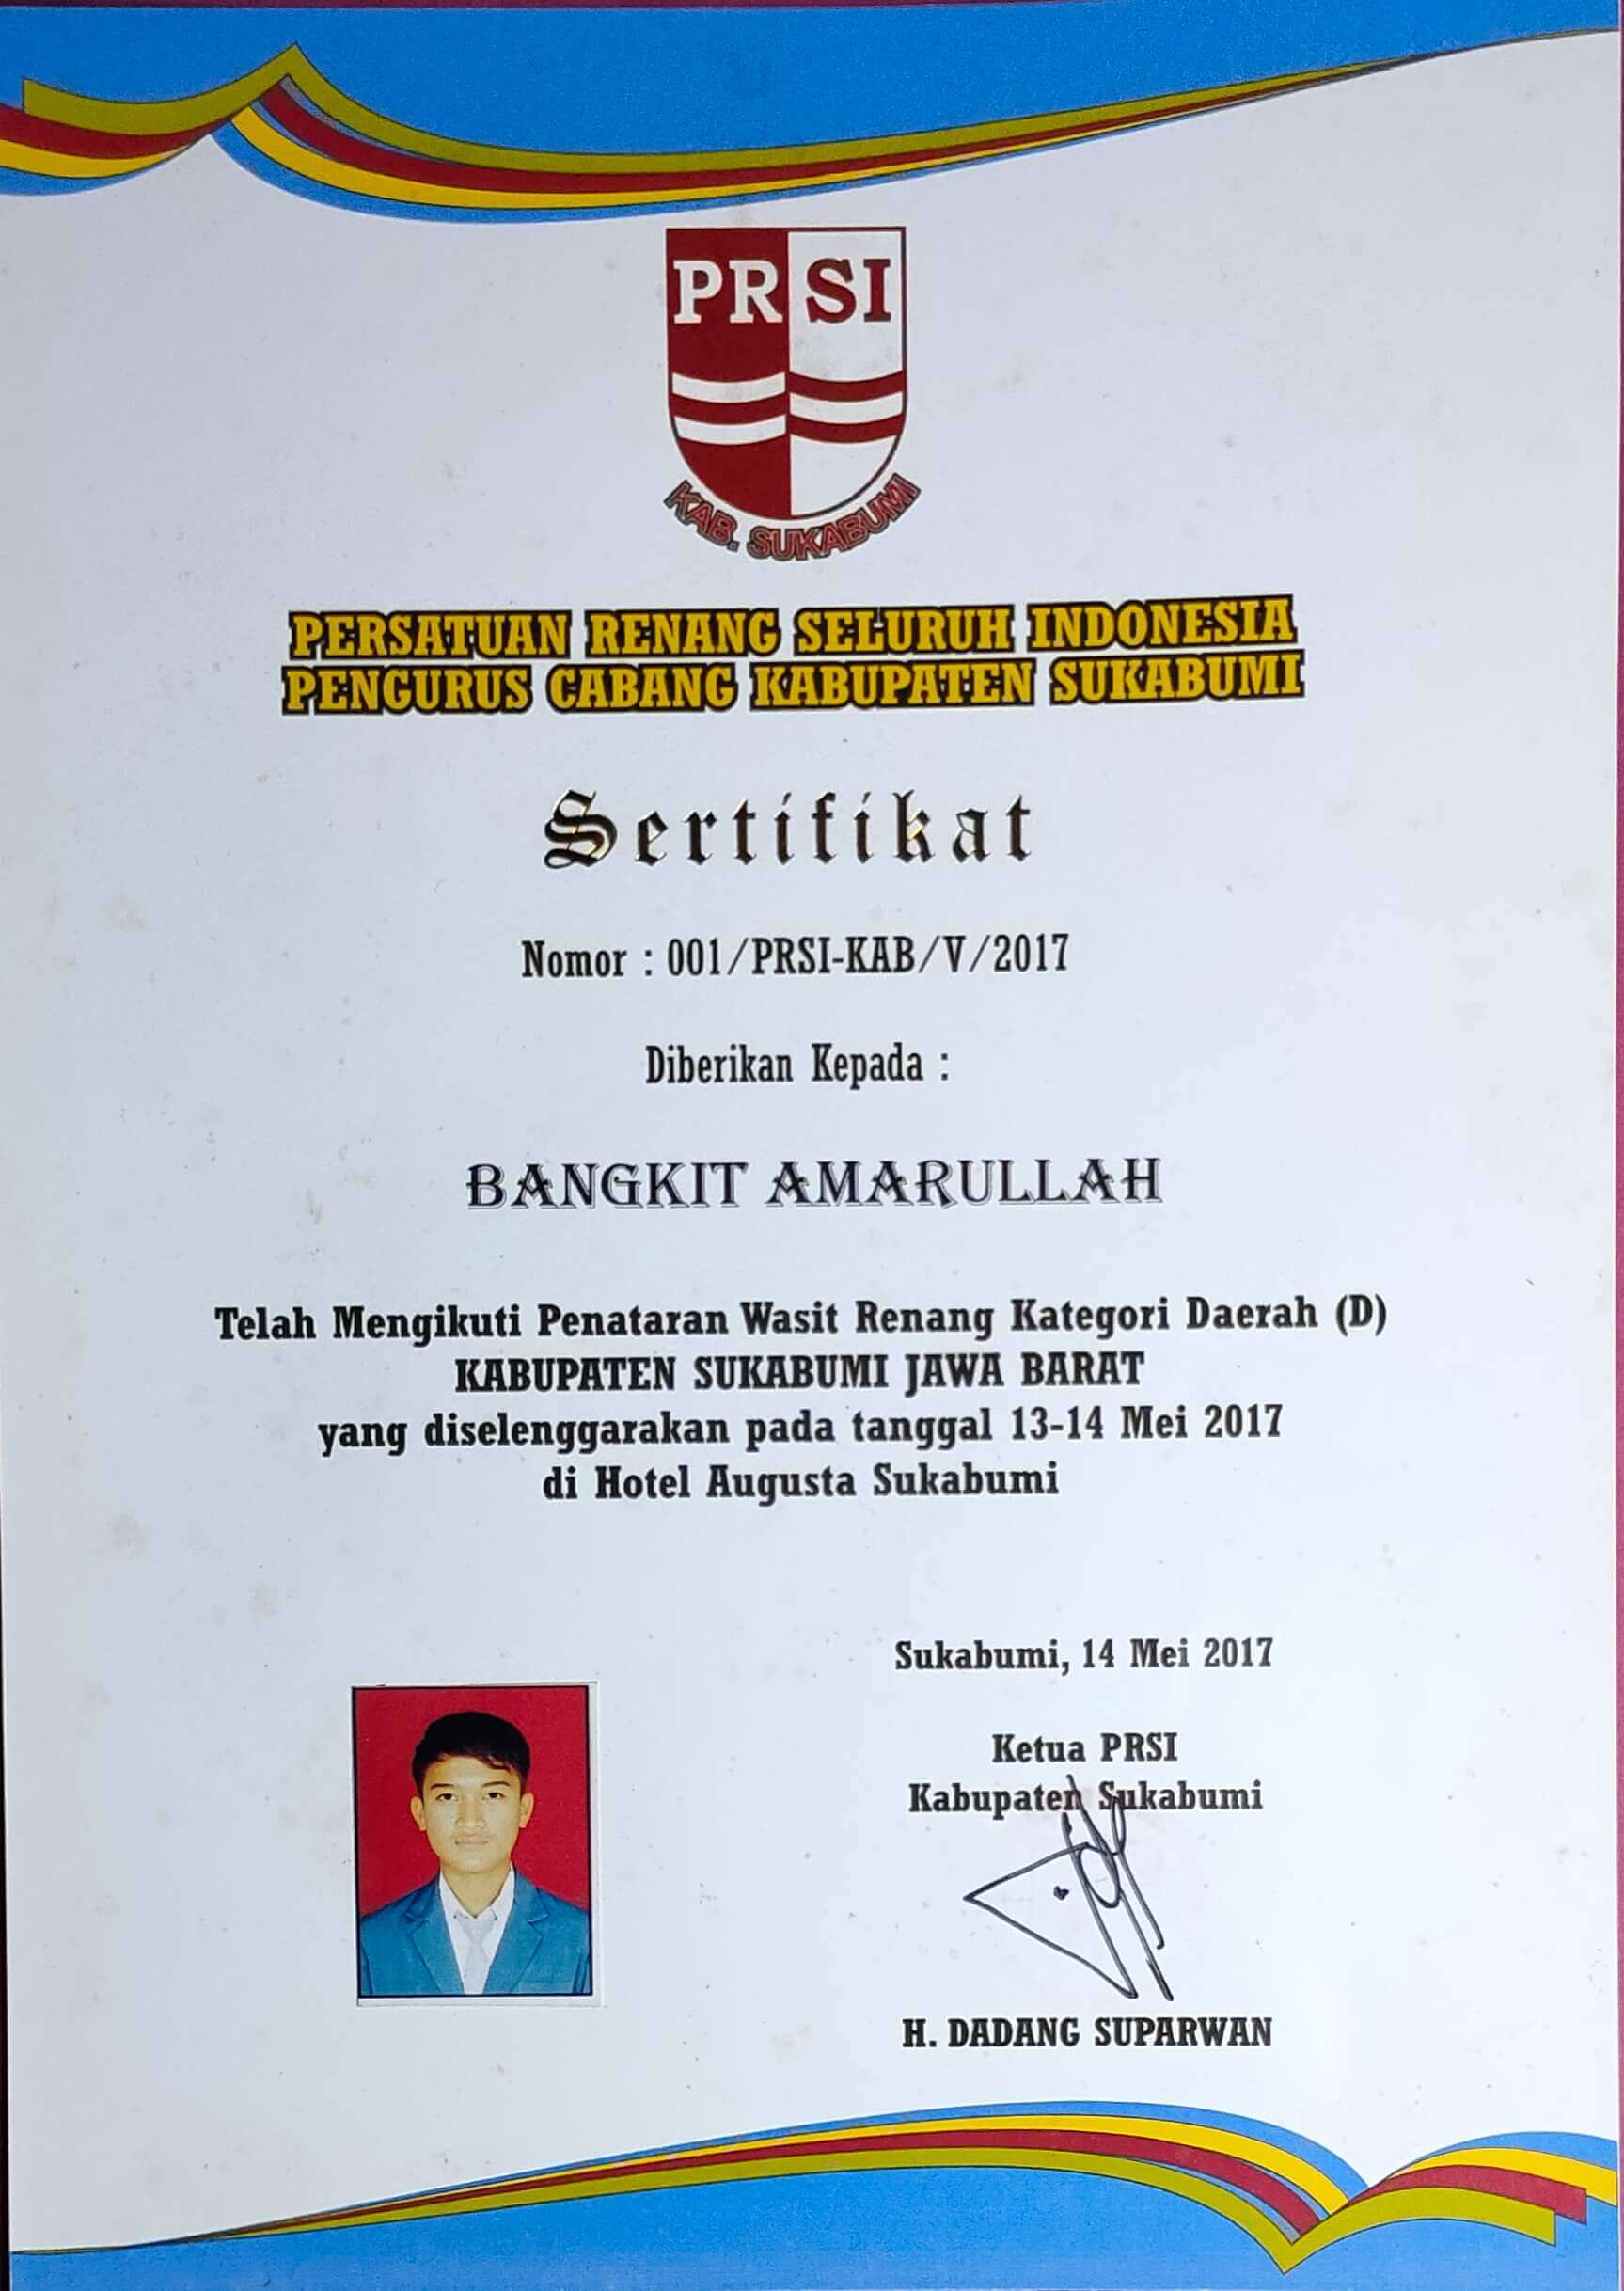 PRSI
KAB. SUKABUMI
PERSATUAN RENANG SELURUH INDONESIA
PENGURUS CABANG KABUPATEN SUKABUMI
Sertifikat
Nomor : 001/PRSI-KAB/V/2017
Diberikan Kepada :
BANGKIT AMARULLAH
Telah Mengikuti Penataran Wasit Renang Kategori Daerah (D)
KABUPATEN SUKABUMI JAWA BARAT
yang diselenggarakan pada tanggal 13-14 Mei 2017
di Hotel Augusta Sukabumi
Sukabumi, 14 Mei 2017
Ketua PRSI
Kabupaten Sukabumi
H. DADANG SUPARWAN